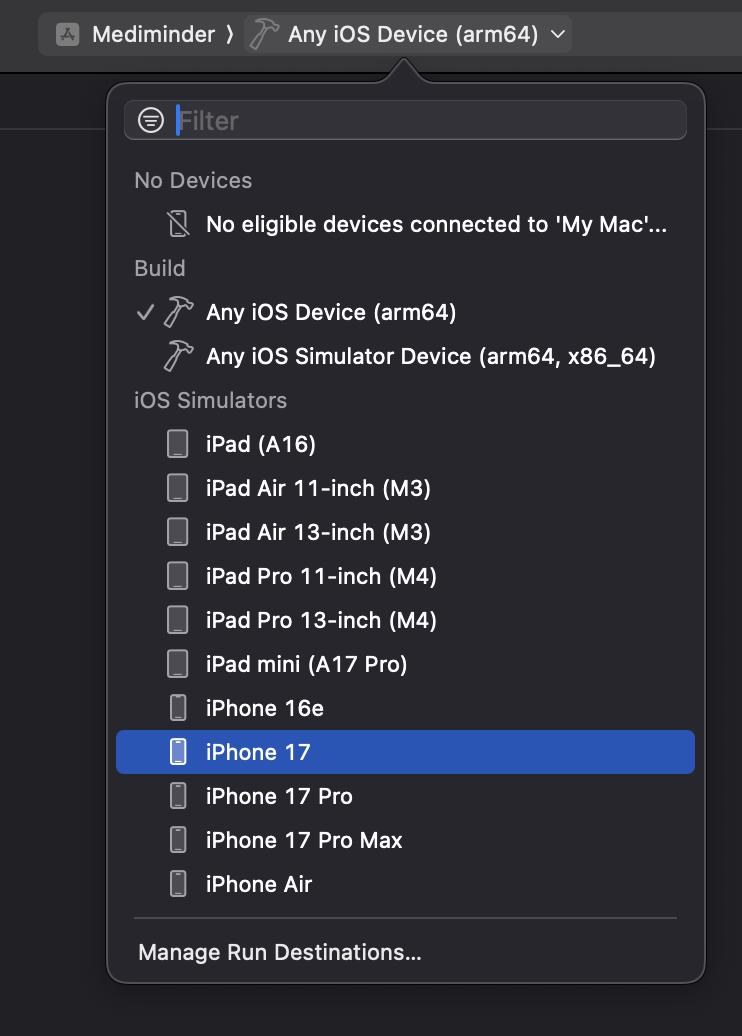 Mediminder ⟩ Any iOS Device (arm64)
Filter
No Devices
No eligible devices connected to 'My Mac'...
Build
Any iOS Device (arm64)
Any iOS Simulator Device (arm64, x86_64)
iOS Simulators
iPad (A16)
iPad Air 11-inch (M3)
iPad Air 13-inch (M3)
iPad Pro 11-inch (M4)
iPad Pro 13-inch (M4)
iPad mini (A17 Pro)
iPhone 16e
iPhone 17
iPhone 17 Pro
iPhone 17 Pro Max
iPhone Air
Manage Run Destinations...